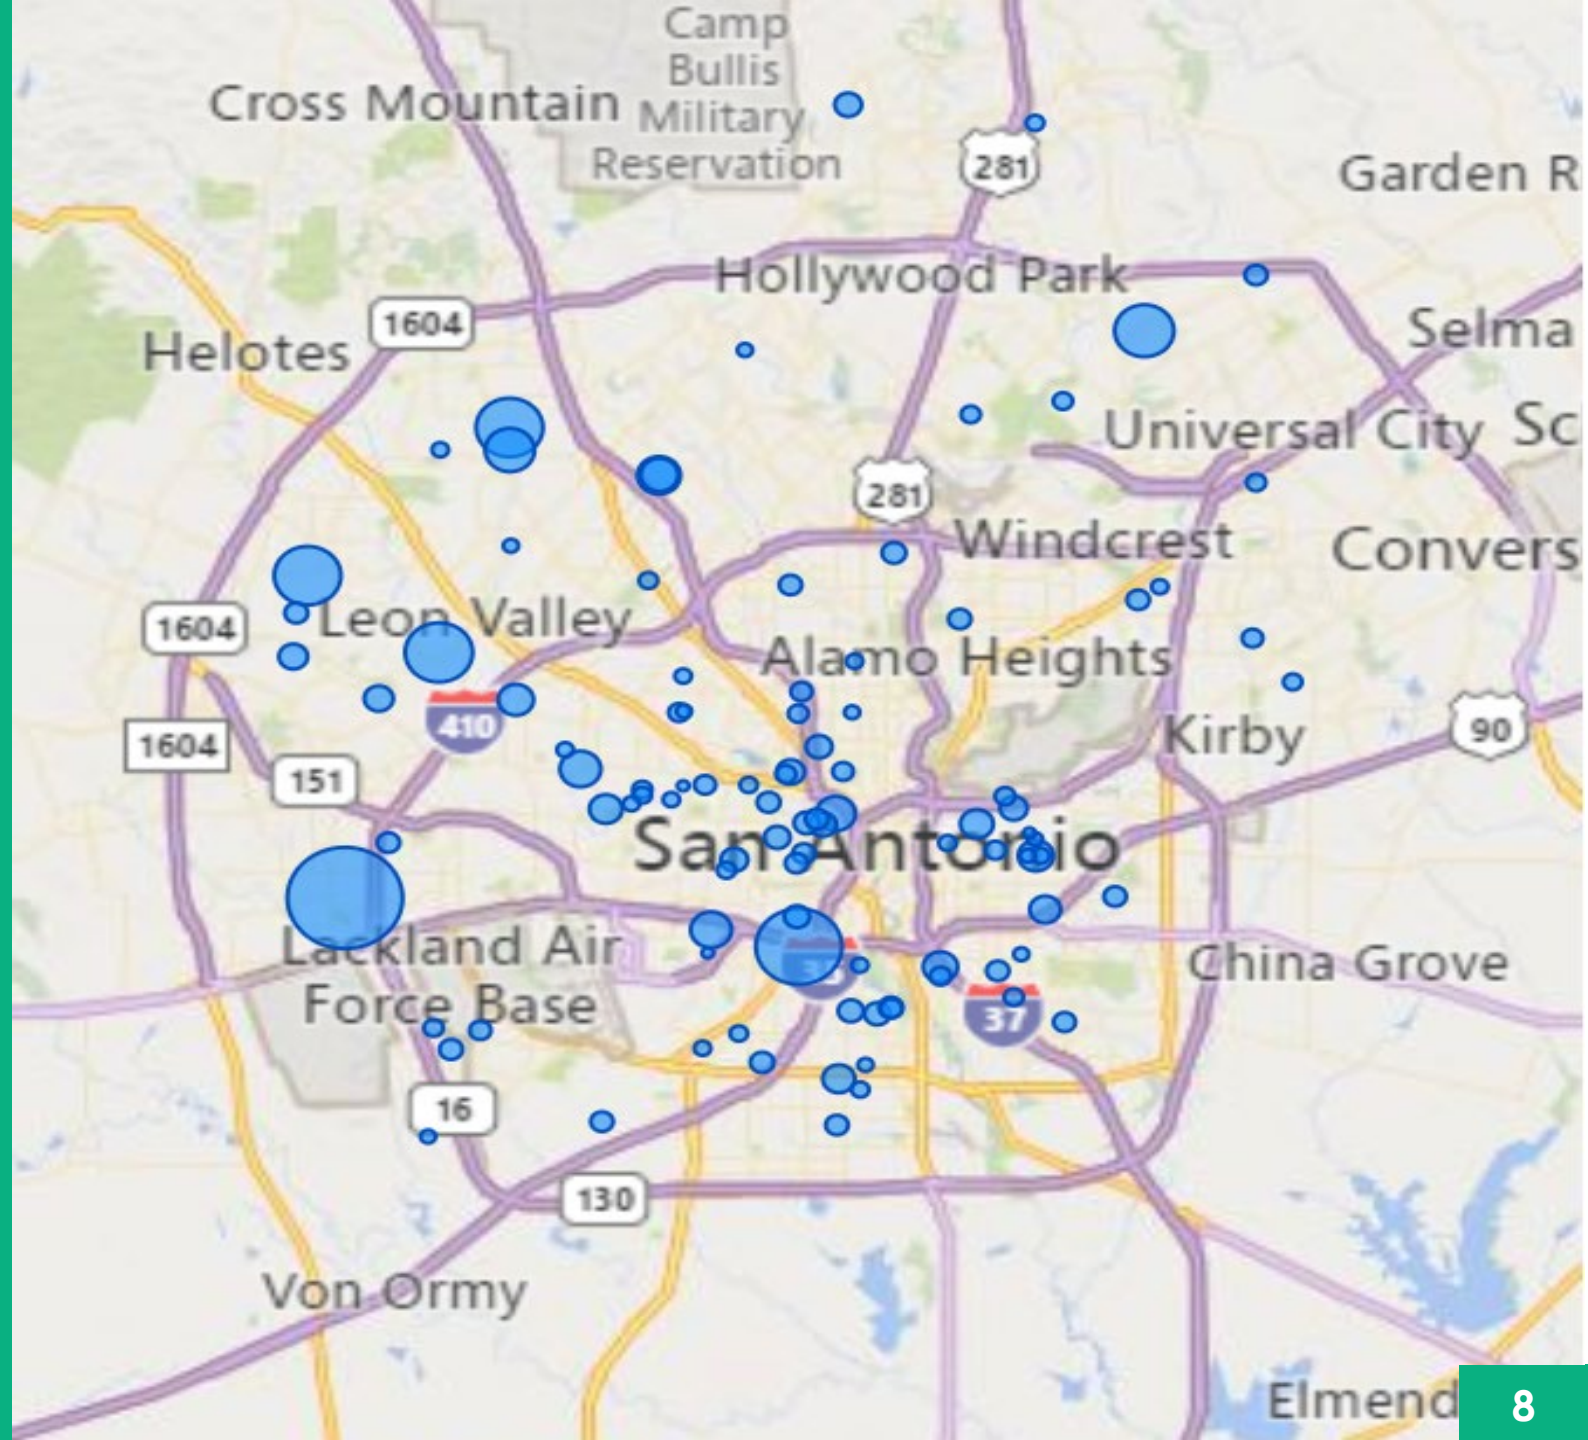 Camp
Bullis
Military
Reservation
Cross Mountain
281
Garden R
Hollywood Park
1604
Selma
Helotes
Universal City
Sc
281
Windcrest
Convers
1604
Leon Valley
Alamo Heights
410
1604
Kirby
90
151
San Antonio
Lackland Air
Force Base
China Grove
37
16
130
Von Ormy
Elmend
8